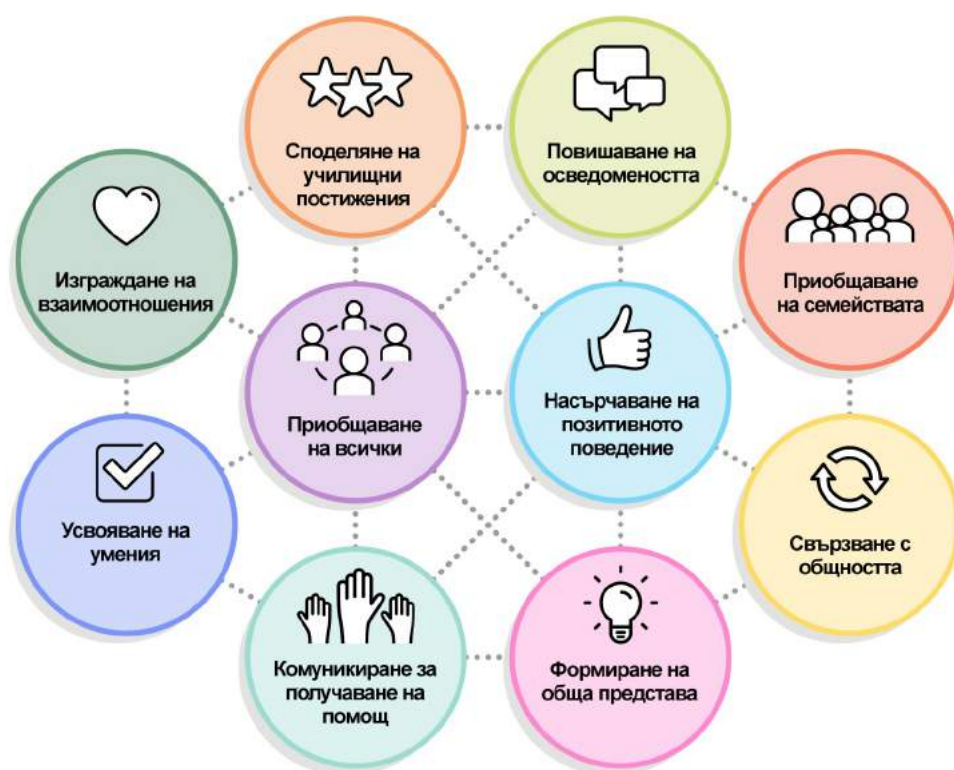 Споделяне на
училищни
постижения
Повишаване на
осведомеността
Изграждане на
взаимоотношения
Приобщаване
на семействата
Приобщаване
на всички
Насърчаване на
позитивното
поведение
Усвояване на
умения
Свързване с
общността
Комуникиране за
получаване на
помощ
Формиране на
обща представа